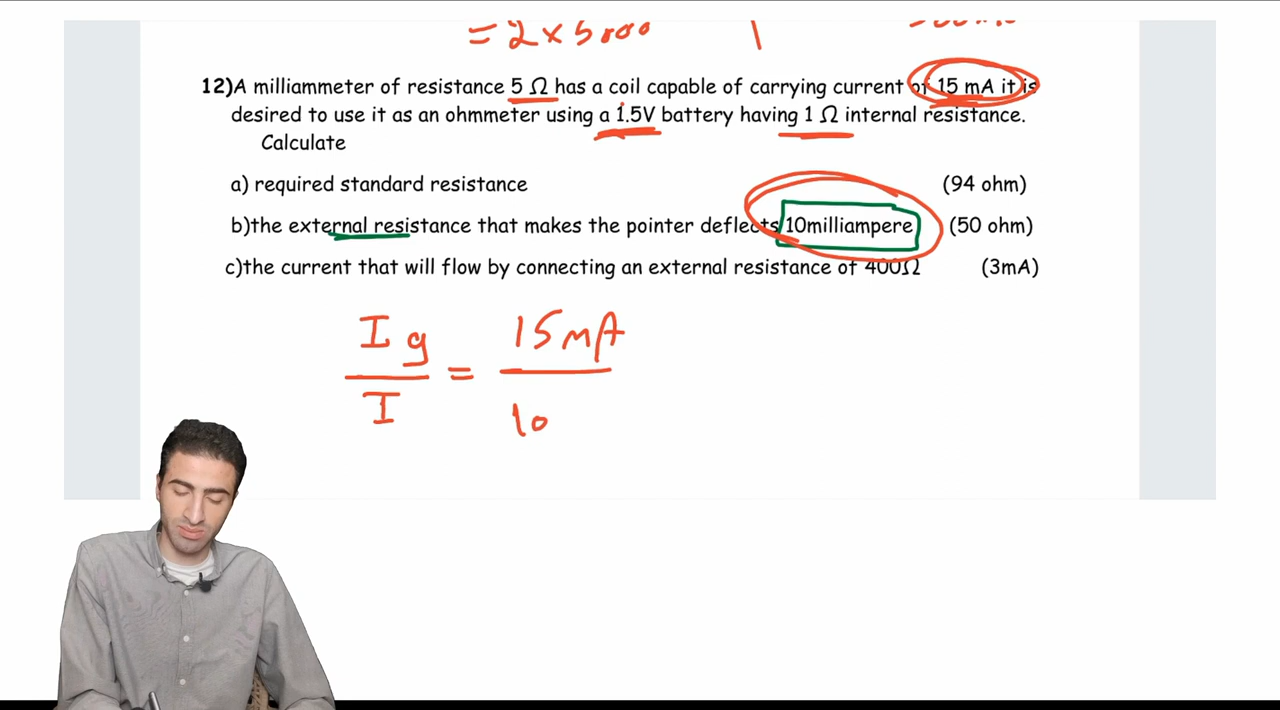 = 2 × 5000
12)A milliammeter of resistance 5 Ω has a coil capable of carrying current of 15 mA it is
desired to use it as an ohmmeter using a 1.5V battery having 1 Ω internal resistance.
Calculate
a) required standard resistance (94 ohm)
b)the external resistance that makes the pointer deflects 10milliampere (50 ohm)
c)the current that will flow by connecting an external resistance of 400Ω (3mA)
Ig = 15mA
I 10